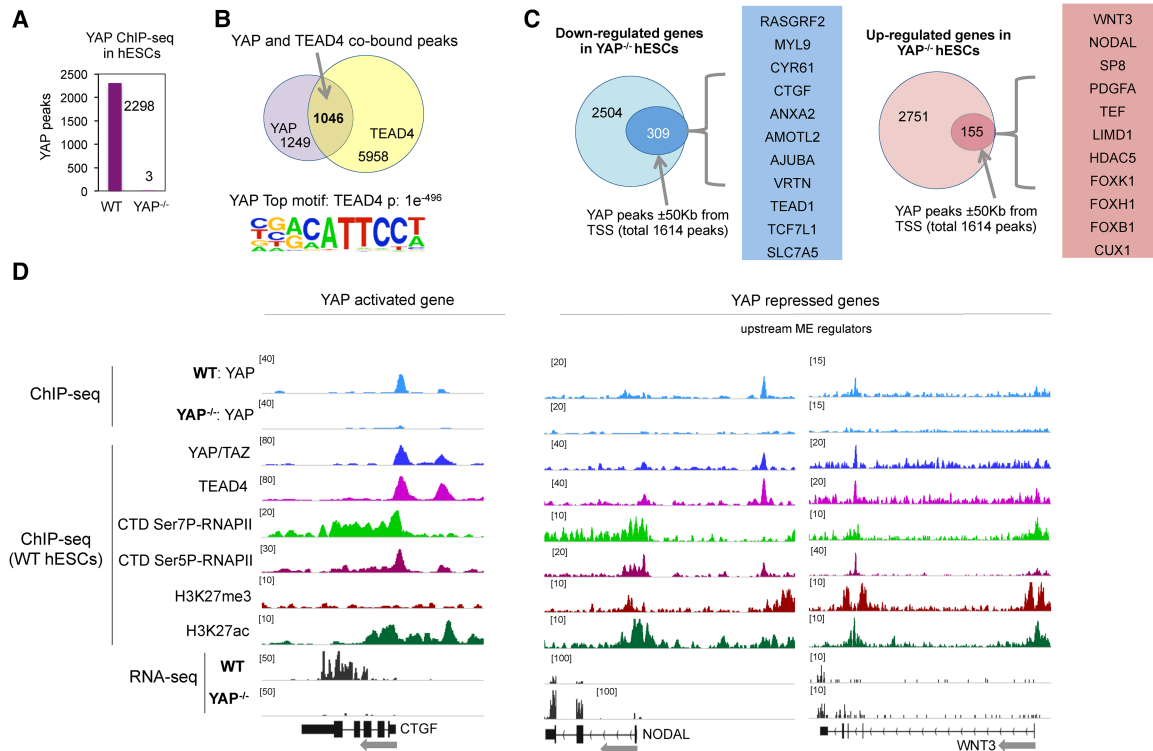 A
YAP ChIP-seq
in hESCs
YAP peaks
2500
2000
1500
1000
500
0
2298
3
WT
YAP-/-
B
YAP and TEAD4 co-bound peaks
YAP
1249
1046
TEAD4
5958
YAP Top motif: TEAD4 p: 1e-496
CATTCCT
C
Down-regulated genes
in YAP-/- hESCs
2504
309
YAP peaks ±50Kb from
TSS (total 1614 peaks)
RASGRF2
MYL9
CYR61
CTGF
ANXA2
AMOTL2
AJUBA
VRTN
TEAD1
TCF7L1
SLC7A5
Up-regulated genes in
YAP-/- hESCs
2751
155
YAP peaks ±50Kb from
TSS (total 1614 peaks)
WNT3
NODAL
SP8
PDGFA
TEF
LIMD1
HDAC5
FOXK1
FOXH1
FOXB1
CUX1
D
YAP activated gene
YAP repressed genes
upstream ME regulators
ChIP-seq
WT: YAP
[40]
[20]
[15]
YAP-/-: YAP
[40]
[20]
[15]
ChIP-seq
(WT hESCs)
YAP/TAZ
[80]
[40]
[20]
TEAD4
[80]
[40]
[20]
CTD Ser7P-RNAPII
[20]
[10]
[10]
CTD Ser5P-RNAPII
[30]
[20]
[40]
H3K27me3
[10]
[10]
[10]
H3K27ac
[10]
[10]
[10]
RNA-seq
WT
[50]
[100]
[10]
YAP-/-
[50]
[100]
[10]
CTGF
NODAL
WNT3